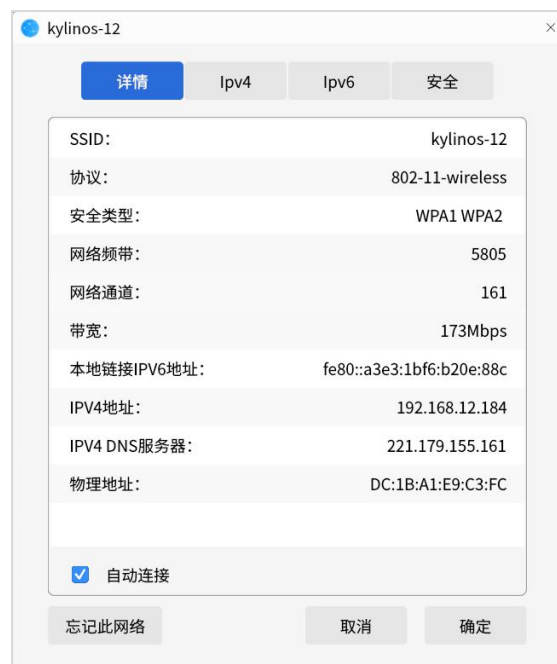 kylinos-12
详情 Ipv4 Ipv6 安全
SSID： kylinos-12
协议： 802-11-wireless
安全类型： WPA1 WPA2
网络频带： 5805
网络通道： 161
带宽： 173Mbps
本地链接IPV6地址： fe80::a3e3:1bf6:b20e:88c
IPV4地址： 192.168.12.184
IPV4 DNS服务器： 221.179.155.161
物理地址： DC:1B:A1:E9:C3:FC
自动连接
忘记此网络 取消 确定